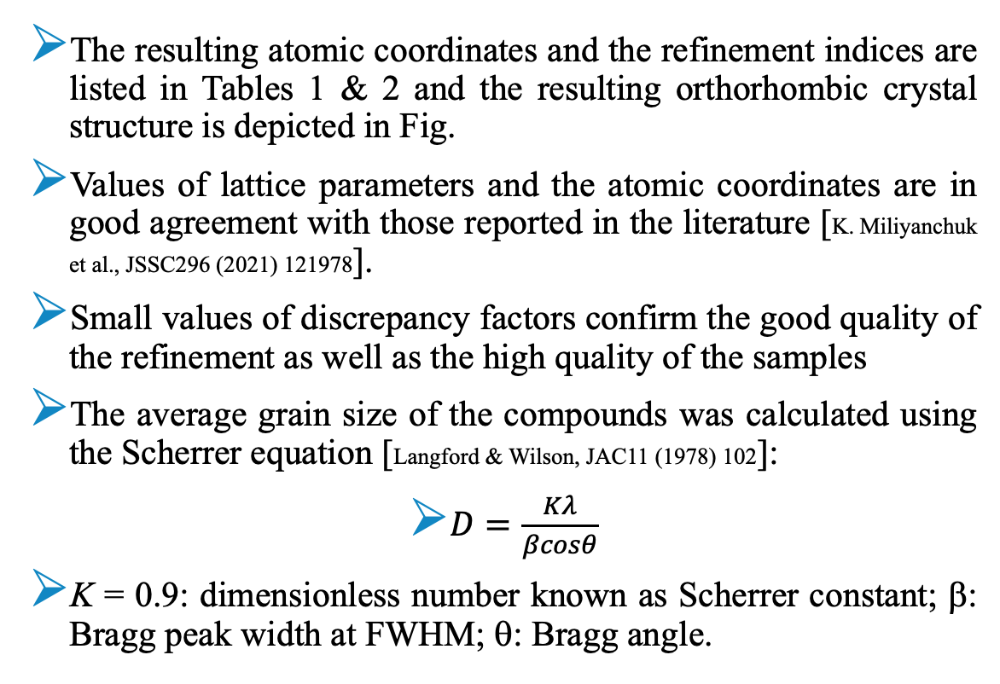 The resulting atomic coordinates and the refinement indices are
listed in Tables 1 & 2 and the resulting orthorhombic crystal
structure is depicted in Fig.
Values of lattice parameters and the atomic coordinates are in
good agreement with those reported in the literature [K. Miliyanchuk
et al., JSSC296 (2021) 121978].
Small values of discrepancy factors confirm the good quality of
the refinement as well as the high quality of the samples
The average grain size of the compounds was calculated using
the Scherrer equation [Langford & Wilson, JAC11 (1978) 102]:
D = Kλ / βcosθ
K = 0.9: dimensionless number known as Scherrer constant; β:
Bragg peak width at FWHM; θ: Bragg angle.